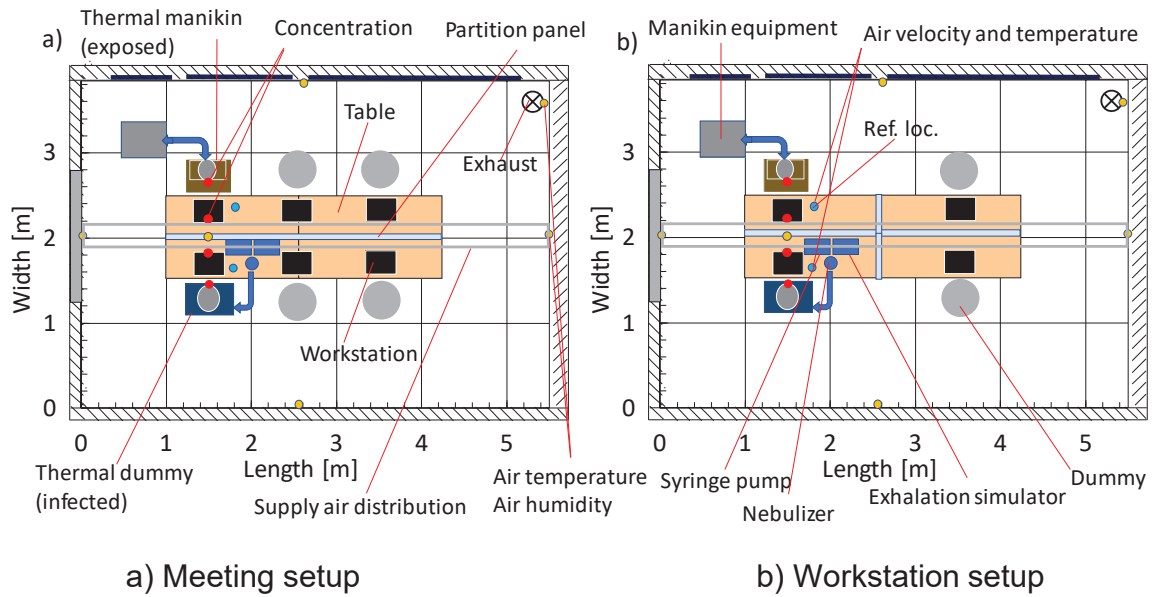 a)
Thermal manikin
(exposed)
Concentration
Partition panel
Table
Exhaust
Width [m]
3
2
1
0
Workstation
0 1 2 3 4 5
Length [m]
Thermal dummy
(infected)
Supply air distribution
Air temperature
Air humidity
b)
Manikin equipment
Air velocity and temperature
Ref. loc.
Width [m]
3
2
1
0
0 1 2 3 4 5
Length [m]
Syringe pump
Nebulizer
Exhalation simulator
Dummy
a) Meeting setup
b) Workstation setup